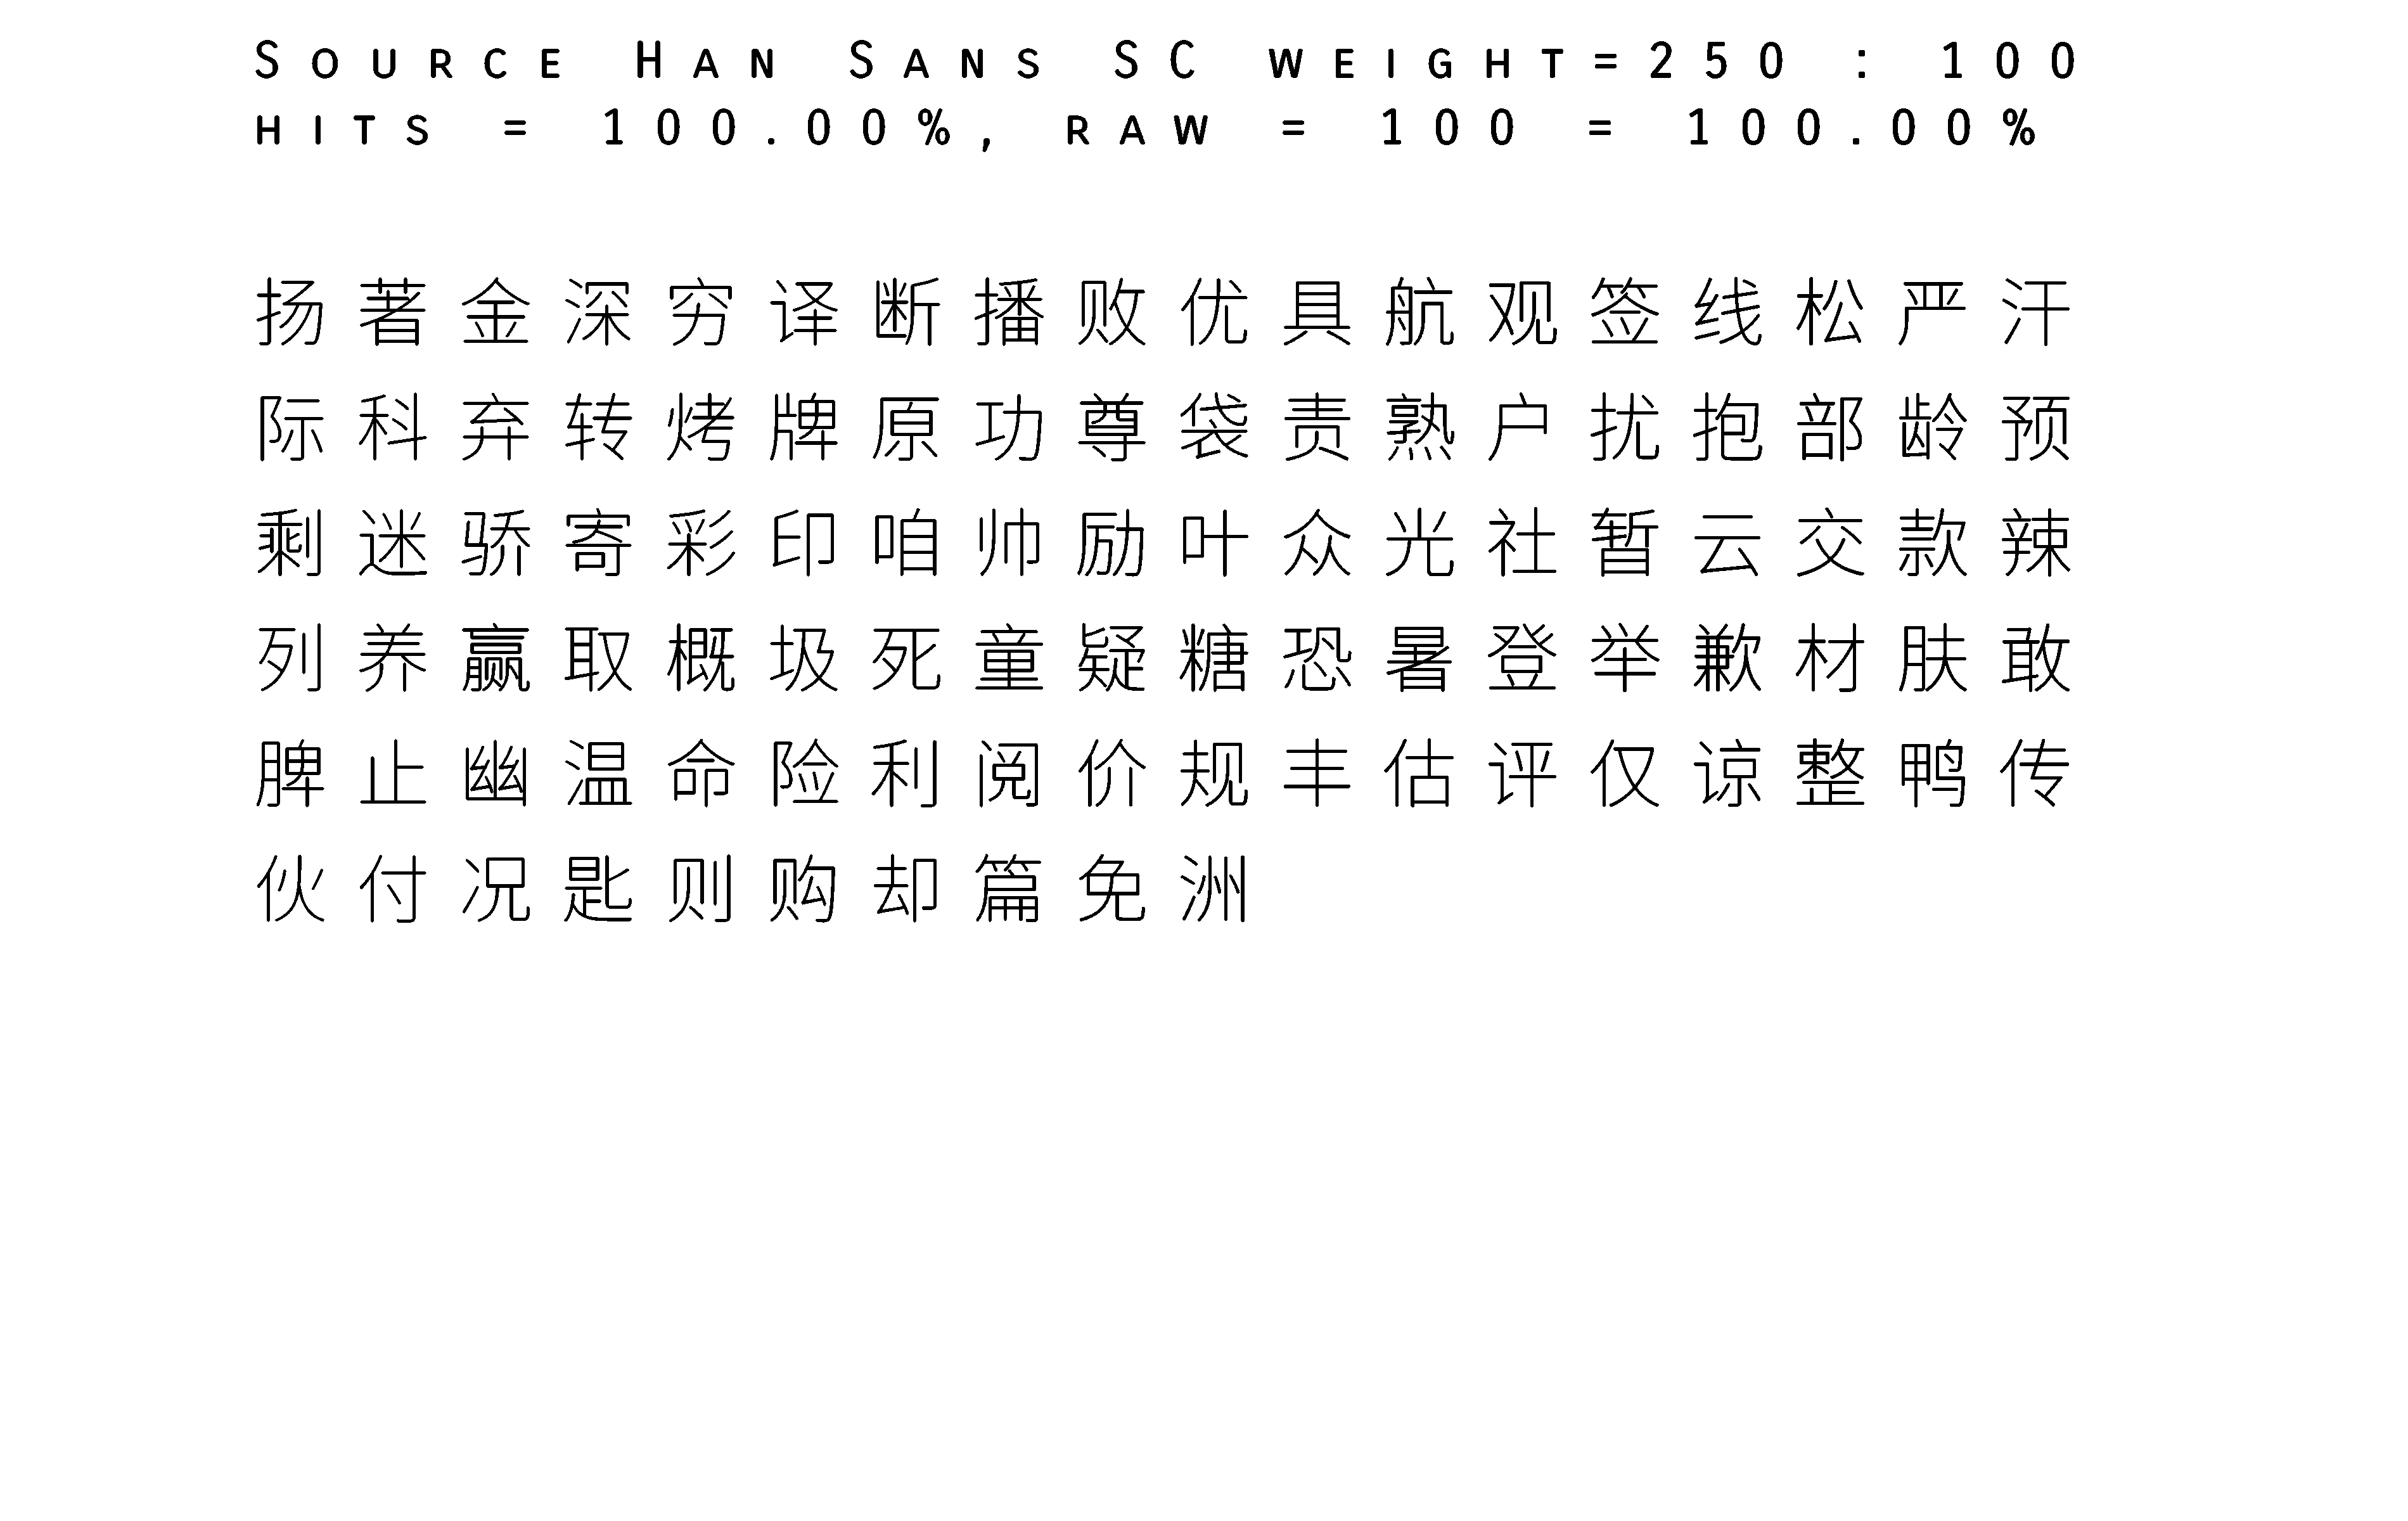 Source Han Sans SC weight=250 : 100
hits = 100.00%, raw = 100 = 100.00%
扬著金深穷译断播败优具航观签线松严汗
际科弃转烤牌原功尊袋责熟户扰抱部龄预
剩迷骄寄彩印咱帅励叶众光社暂云交款辣
列养赢取概圾死童疑糖恐暑登举歉材肤敢
脾止幽温命险利阅价规丰估评仅谅整鸭传
伙付况匙则购却篇免洲